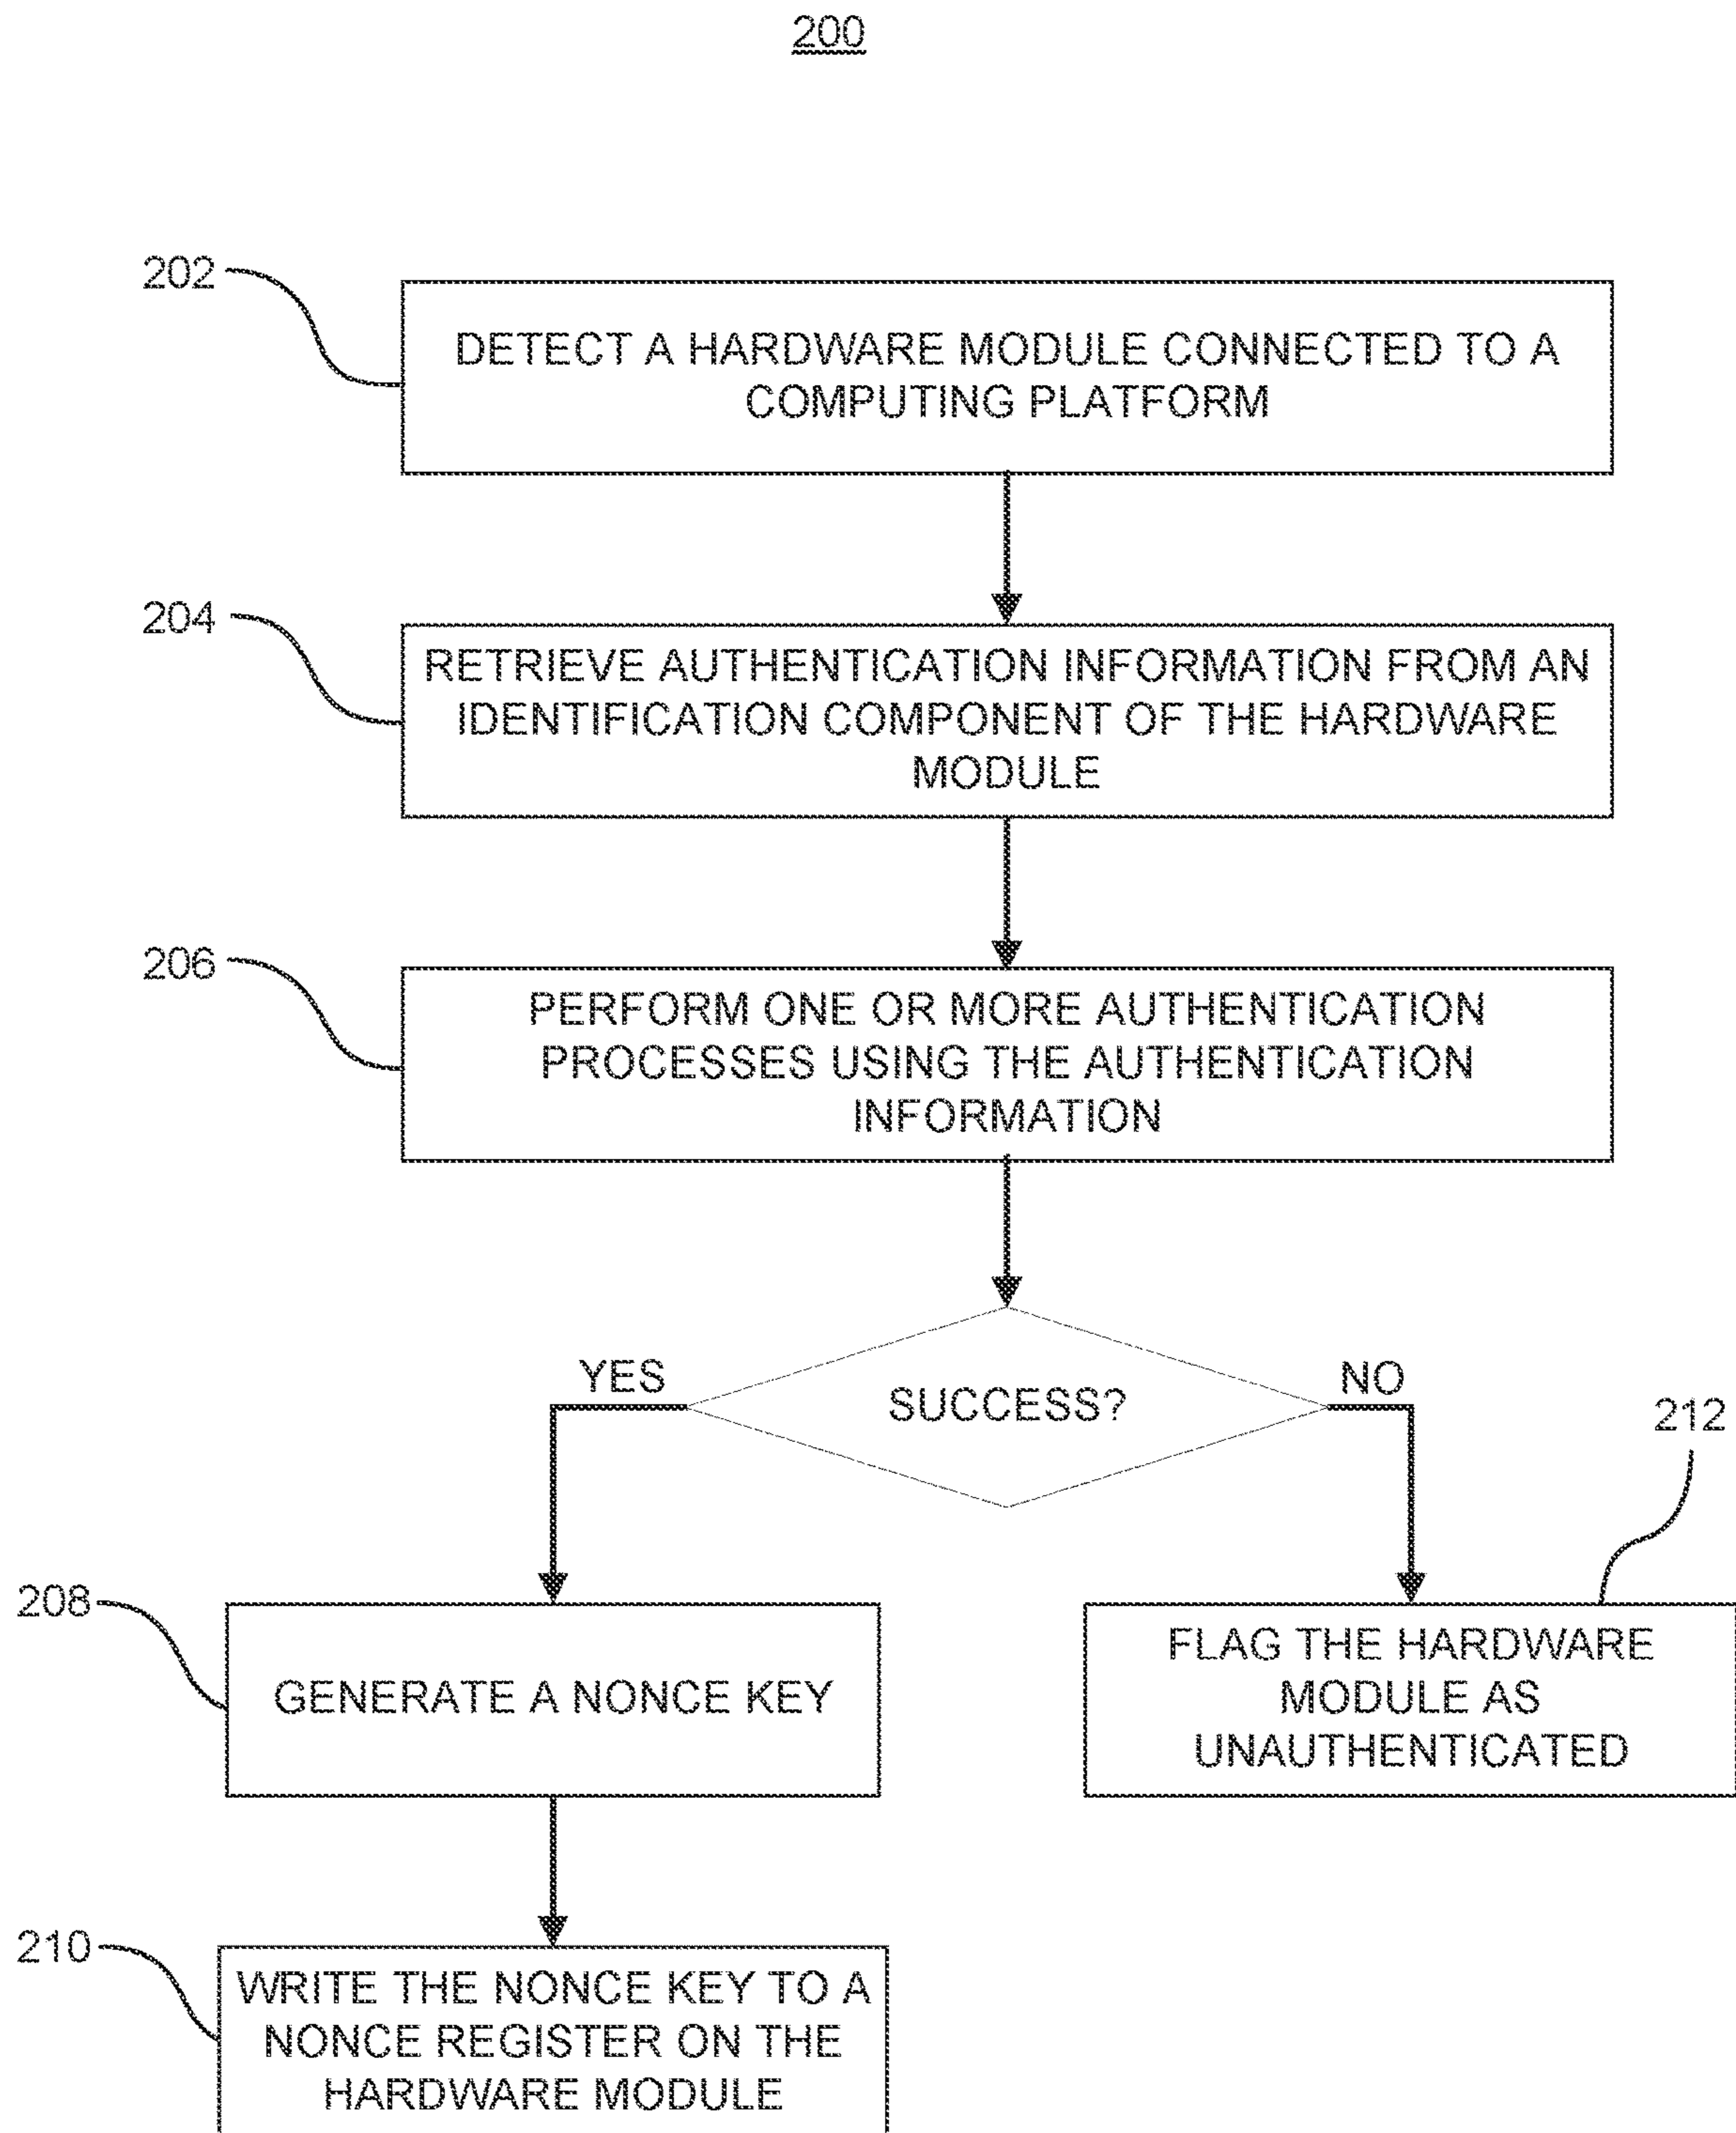 200
202
DETECT A HARDWARE MODULE CONNECTED TO A
COMPUTING PLATFORM
204
RETRIEVE AUTHENTICATION INFORMATION FROM AN
IDENTIFICATION COMPONENT OF THE HARDWARE
MODULE
206
PERFORM ONE OR MORE AUTHENTICATION
PROCESSES USING THE AUTHENTICATION
INFORMATION
YES
SUCCESS?
NO
212
208
GENERATE A NONCE KEY
FLAG THE HARDWARE
MODULE AS
UNAUTHENTICATED
210
WRITE THE NONCE KEY TO A
NONCE REGISTER ON THE
HARDWARE MODULE